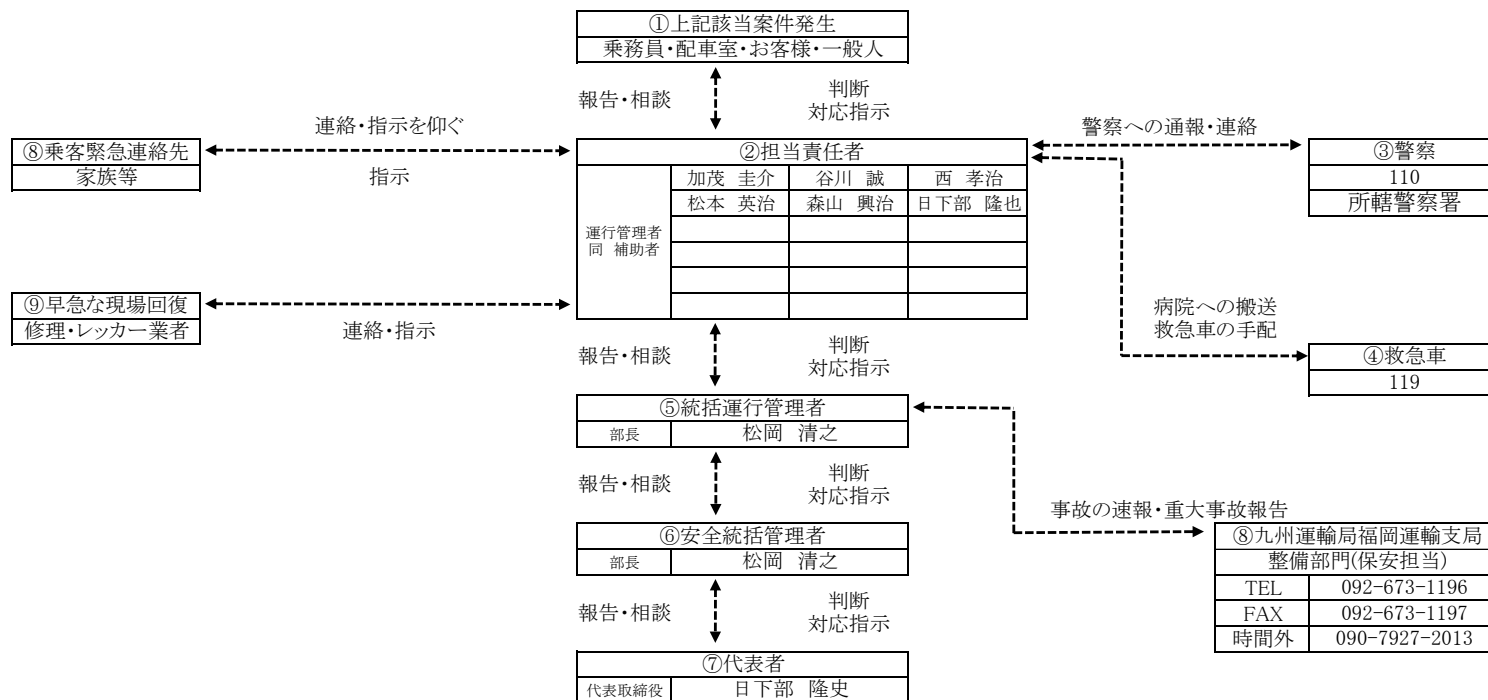 ①上記該当案件発生
乗務員・配車室・お客様・一般人
報告・相談
判断
対応指示
連絡・指示を仰ぐ
警察への通報・連絡
⑧乗客緊急連絡先
家族等
指示
②担当責任者
運行管理者
同 補助者
加茂 圭介 谷川 誠 西 孝治
松本 英治 森山 興治 日下部 隆也
③警察
110
所轄警察署
⑨早急な現場回復
修理・レッカー業者
連絡・指示
病院への搬送
救急車の手配
④救急車
119
報告・相談
判断
対応指示
⑤統括運行管理者
部長 松岡 清之
報告・相談
判断
対応指示
事故の速報・重大事故報告
⑥安全統括管理者
部長 松岡 清之
⑧九州運輸局福岡運輸支局
整備部門(保安担当)
TEL 092-673-1196
FAX 092-673-1197
時間外 090-7927-2013
報告・相談
判断
対応指示
⑦代表者
代表取締役 日下部 隆史